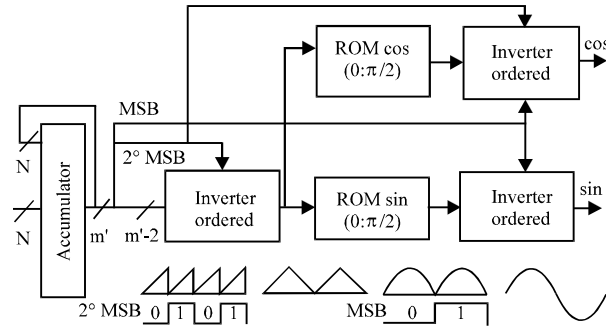 ROM cos
(0:π/2)
Inverter
ordered
cos
MSB
2° MSB
N
N
Accumulator
m'
m'-2
Inverter
ordered
ROM sin
(0:π/2)
Inverter
ordered
sin
2° MSB
0 1 0 1
MSB
0 1